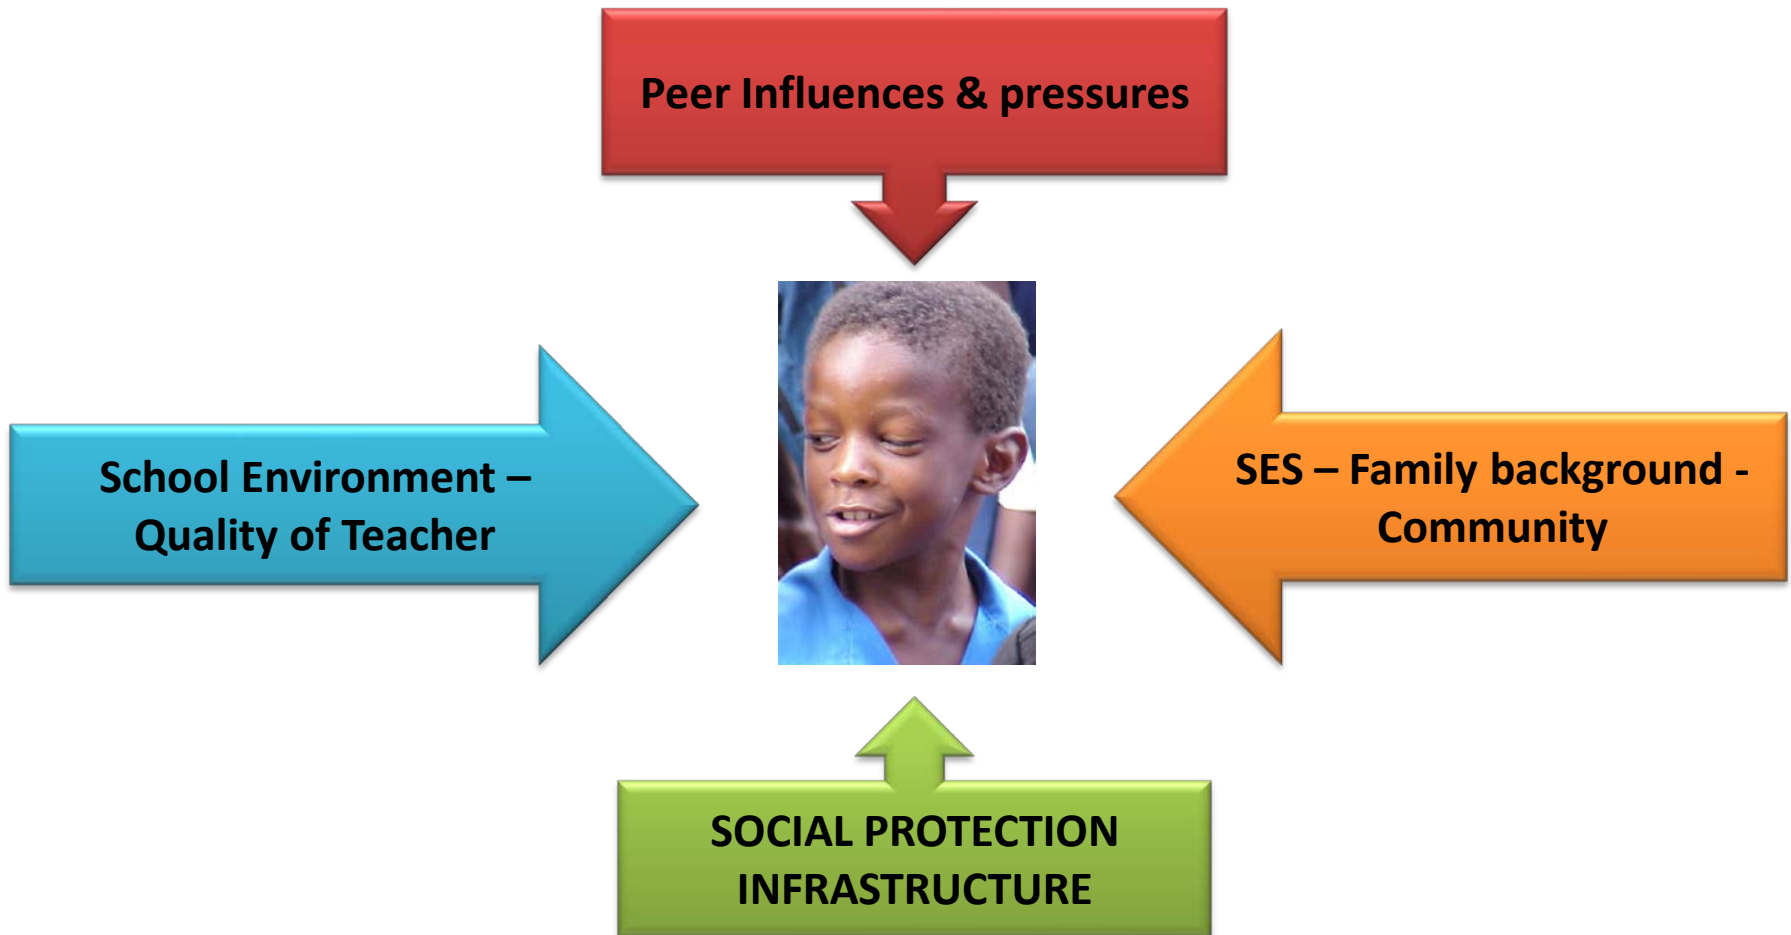 Peer Influences & pressures
School Environment –
Quality of Teacher
SES – Family background -
Community
SOCIAL PROTECTION
INFRASTRUCTURE